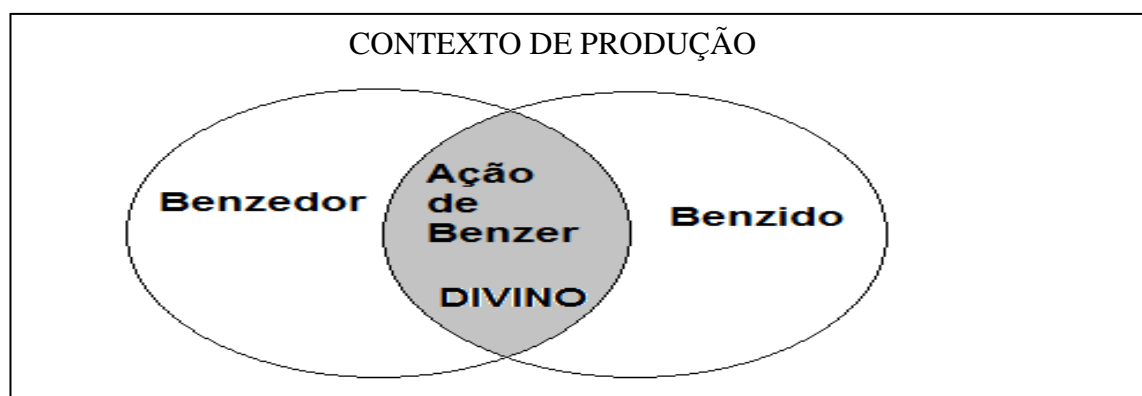 CONTEXTO DE PRODUÇÃO
Benzedor
Ação
de
Benzer
DIVINO
Benzido